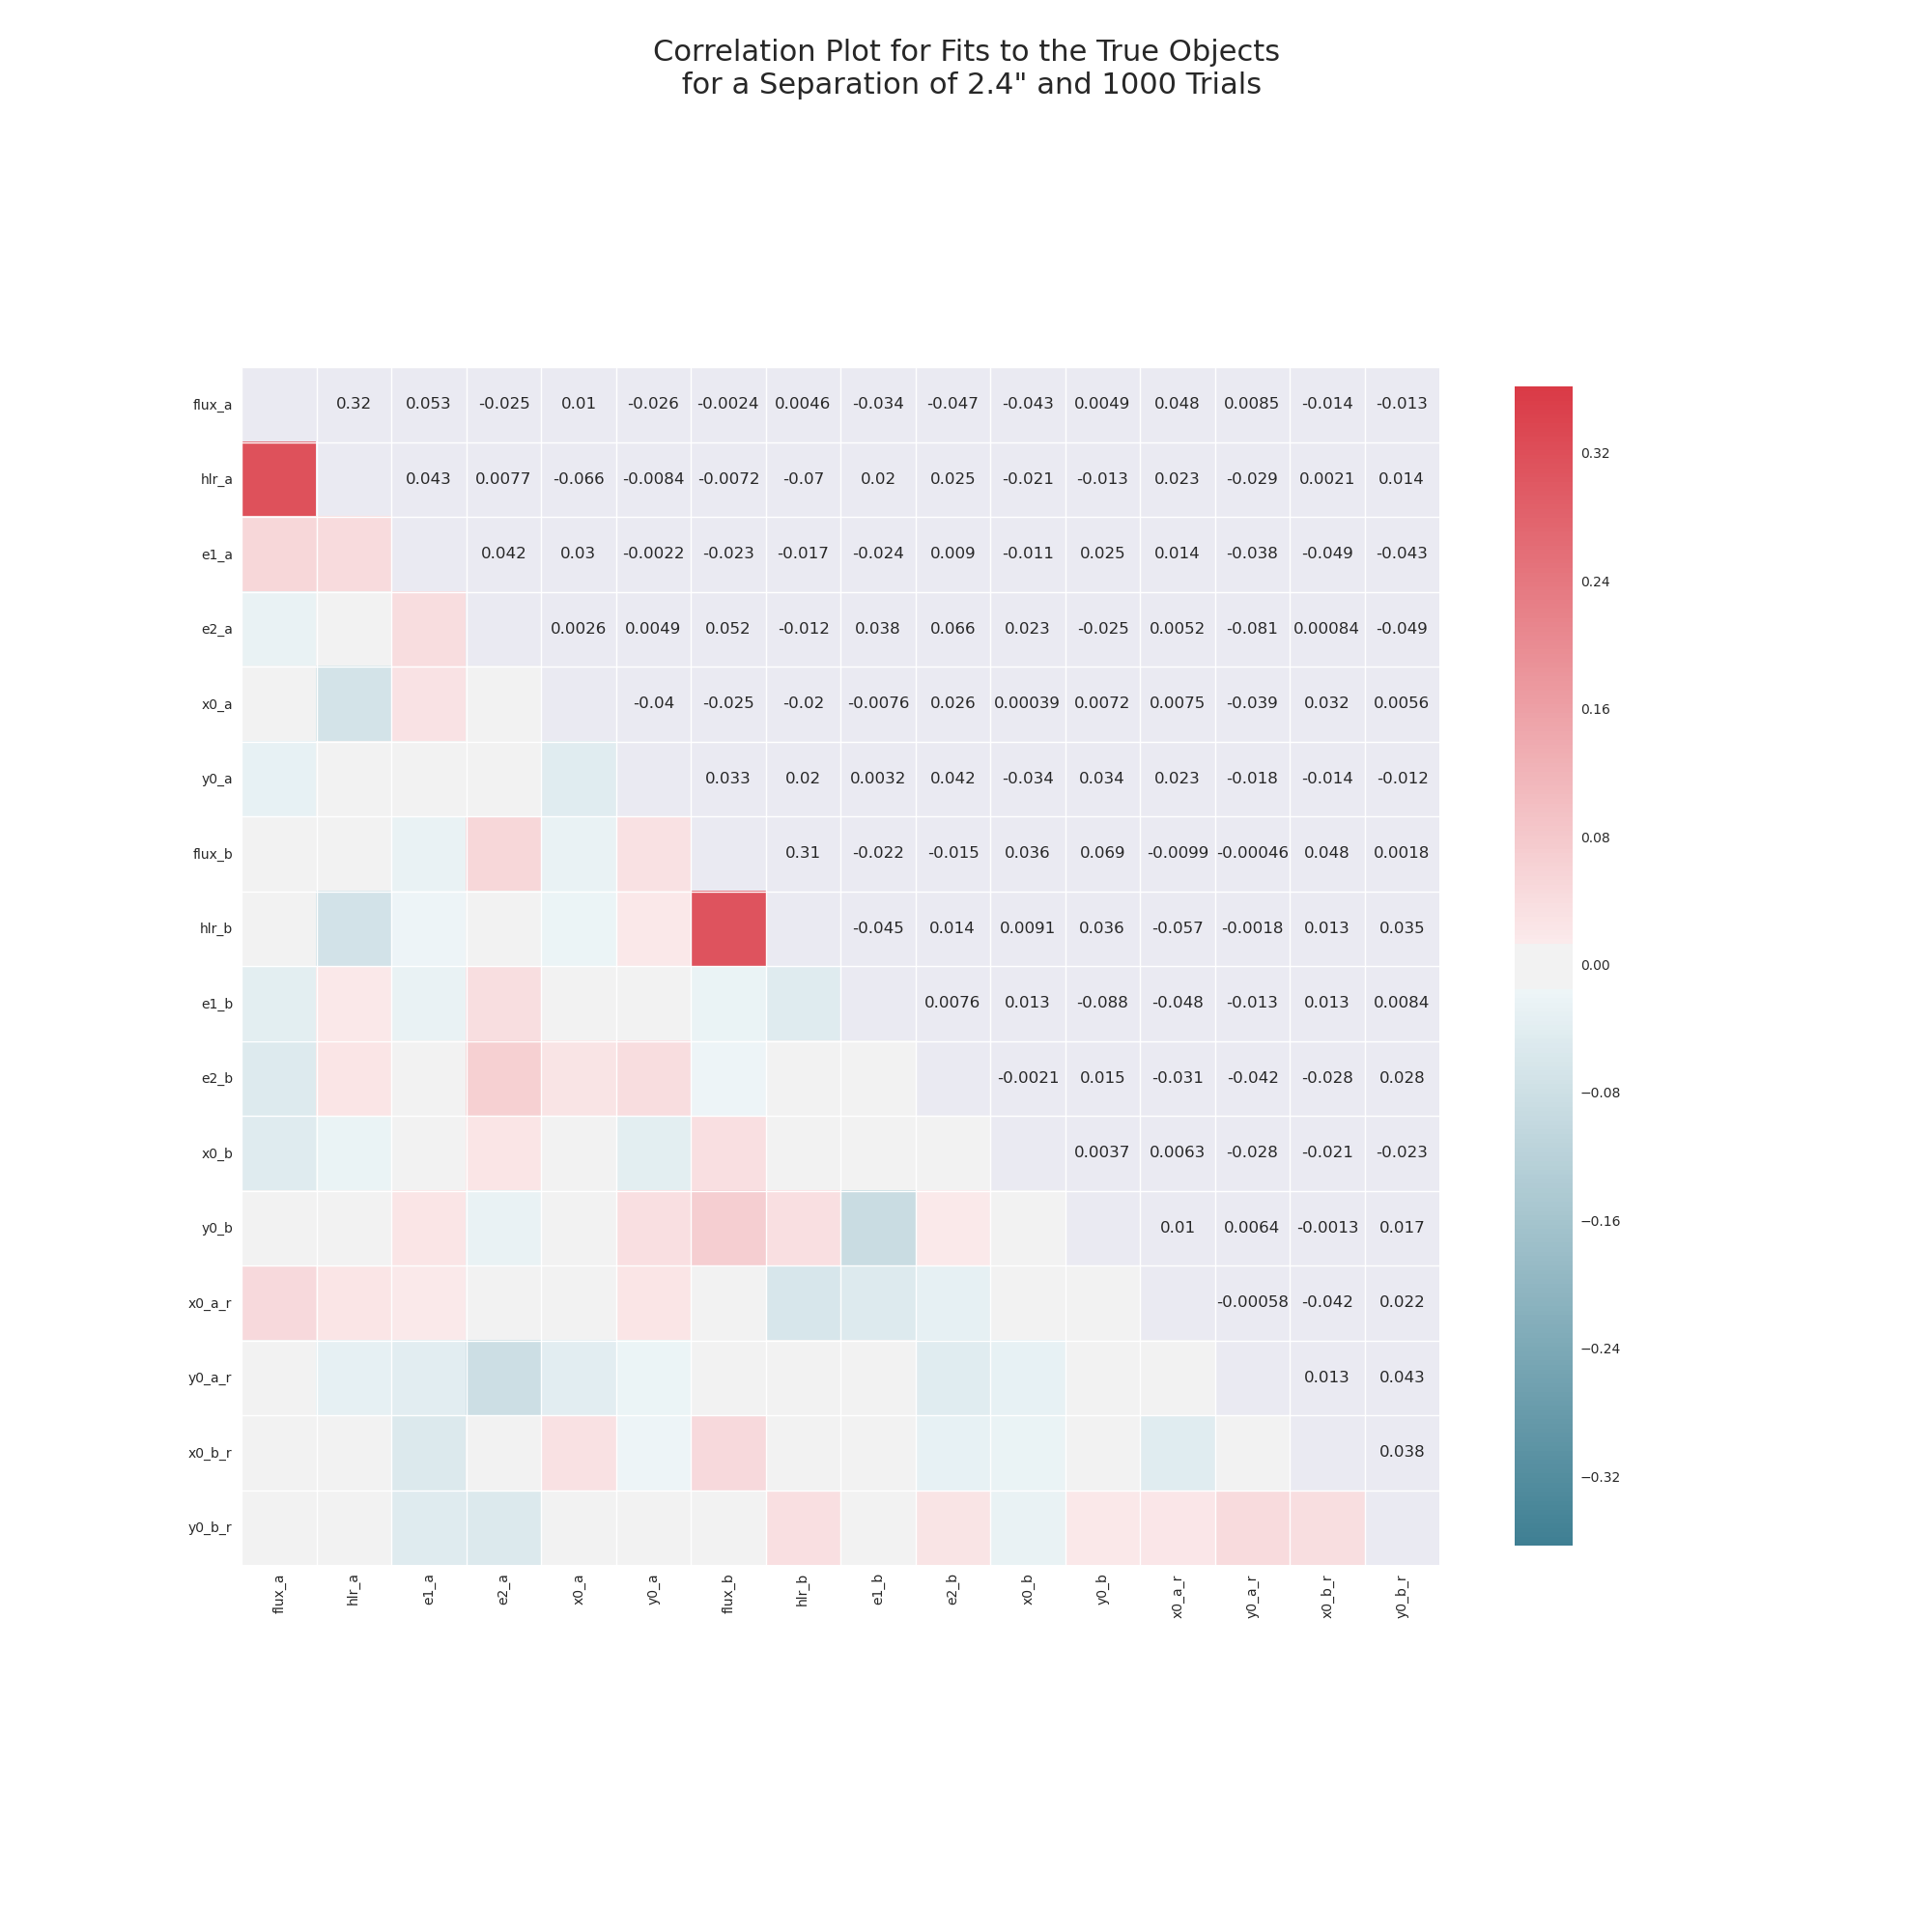 Correlation Plot for Fits to the True Objects
for a Separation of 2.4" and 1000 Trials
flux_a 0.32 0.053 -0.025 0.01 -0.026 -0.0024 0.0046 -0.034 -0.047 -0.043 0.0049 0.048 0.0085 -0.014 -0.013
hlr_a 0.043 0.0077 -0.066 -0.0084 -0.0072 -0.07 0.02 0.025 -0.021 -0.013 0.023 -0.029 0.0021 0.014
e1_a 0.042 0.03 -0.0022 -0.023 -0.017 -0.024 0.009 -0.011 0.025 0.014 -0.038 -0.049 -0.043
e2_a 0.0026 0.0049 0.052 -0.012 0.038 0.066 0.023 -0.025 0.0052 -0.081 0.00084 -0.049
x0_a -0.04 -0.025 -0.02 -0.0076 0.026 0.00039 0.0072 0.0075 -0.039 0.032 0.0056
y0_a 0.033 0.02 0.0032 0.042 -0.034 0.034 0.023 -0.018 -0.014 -0.012
flux_b 0.31 -0.022 -0.015 0.036 0.069 -0.0099 -0.00046 0.048 0.0018
hlr_b -0.045 0.014 0.0091 0.036 -0.057 -0.0018 0.013 0.035
e1_b 0.0076 0.013 -0.088 -0.048 -0.013 0.013 0.0084
e2_b -0.0021 0.015 -0.031 -0.042 -0.028 0.028
x0_b 0.0037 0.0063 -0.028 -0.021 -0.023
y0_b 0.01 0.0064 -0.0013 0.017
x0_a_r -0.00058 -0.042 0.022
y0_a_r 0.013 0.043
x0_b_r 0.038
y0_b_r
flux_a hlr_a e1_a e2_a x0_a y0_a flux_b hlr_b e1_b e2_b x0_b y0_b x0_a_r y0_a_r x0_b_r y0_b_r
0.32
0.24
0.16
0.08
0.00
−0.08
−0.16
−0.24
−0.32